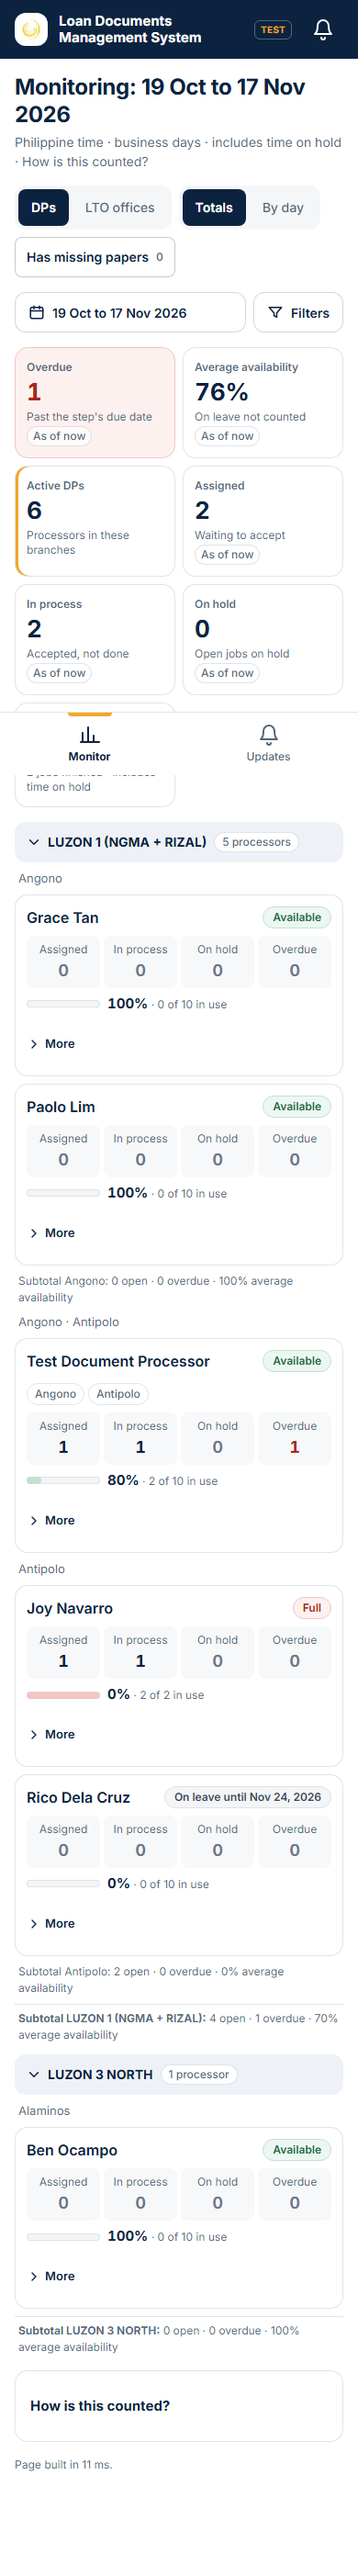 Loan Documents
Management System
TEST
Monitoring: 19 Oct to 17 Nov
2026
Philippine time · business days · includes time on hold
· How is this counted?
DPs
LTO offices
Totals
By day
Has missing papers 0
19 Oct to 17 Nov 2026
Filters
Overdue
1
Past the step's due date
As of now
Average availability
76%
On leave not counted
As of now
Active DPs
6
Processors in these
branches
Assigned
2
Waiting to accept
As of now
In process
2
Accepted, not done
As of now
On hold
0
Open jobs on hold
As of now
Monitor
Updates
time on hold
LUZON 1 (NGMA + RIZAL) 5 processors
Angono
Grace Tan
Available
Assigned
0
In process
0
On hold
0
Overdue
0
100% · 0 of 10 in use
More
Paolo Lim
Available
Assigned
0
In process
0
On hold
0
Overdue
0
100% · 0 of 10 in use
More
Subtotal Angono: 0 open · 0 overdue · 100% average
availability
Angono · Antipolo
Test Document Processor
Available
Angono
Antipolo
Assigned
1
In process
1
On hold
0
Overdue
1
80% · 2 of 10 in use
More
Antipolo
Joy Navarro
Full
Assigned
1
In process
1
On hold
0
Overdue
0
0% · 2 of 2 in use
More
Rico Dela Cruz
On leave until Nov 24, 2026
Assigned
0
In process
0
On hold
0
Overdue
0
0% · 0 of 10 in use
More
Subtotal Antipolo: 2 open · 0 overdue · 0% average
availability
Subtotal LUZON 1 (NGMA + RIZAL): 4 open · 1 overdue · 70%
average availability
LUZON 3 NORTH 1 processor
Alaminos
Ben Ocampo
Available
Assigned
0
In process
0
On hold
0
Overdue
0
100% · 0 of 10 in use
More
Subtotal LUZON 3 NORTH: 0 open · 0 overdue · 100%
average availability
How is this counted?
Page built in 11 ms.